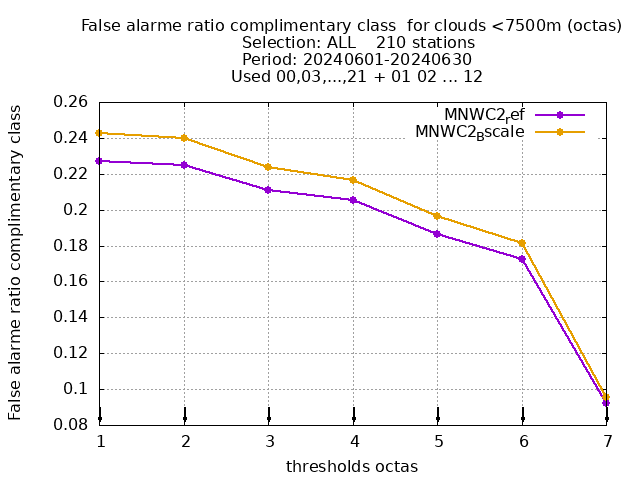 False alarme ratio complimentary class  for clouds <7500m (octas)
Selection: ALL    210 stations
Period: 20240601-20240630
Used 00,03,...,21 + 01 02 ... 12
MNWC2ref
MNWC2Bscale
False alarme ratio complimentary class
0.26
0.24
0.22
0.2
0.18
0.16
0.14
0.12
0.1
0.08
1 2 3 4 5 6 7
thresholds octas